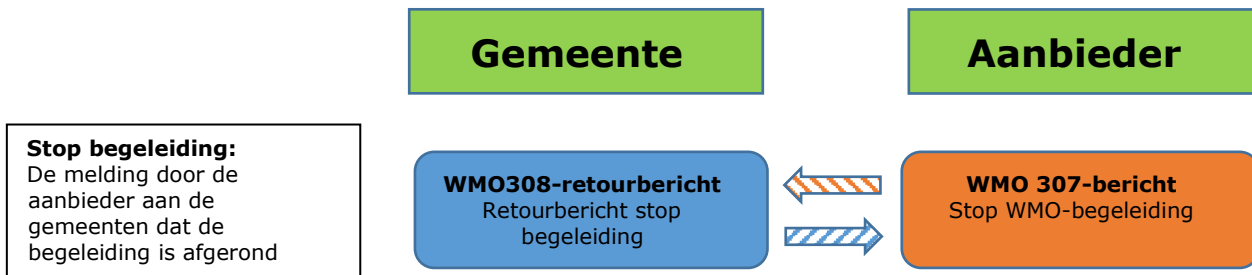 Gemeente
Aanbieder
Stop begeleiding:
De melding door de
aanbieder aan de
gemeenten dat de
begeleiding is afgerond
WMO308-retourbericht
Retourbericht stop
begeleiding
WMO 307-bericht
Stop WMO-begeleiding